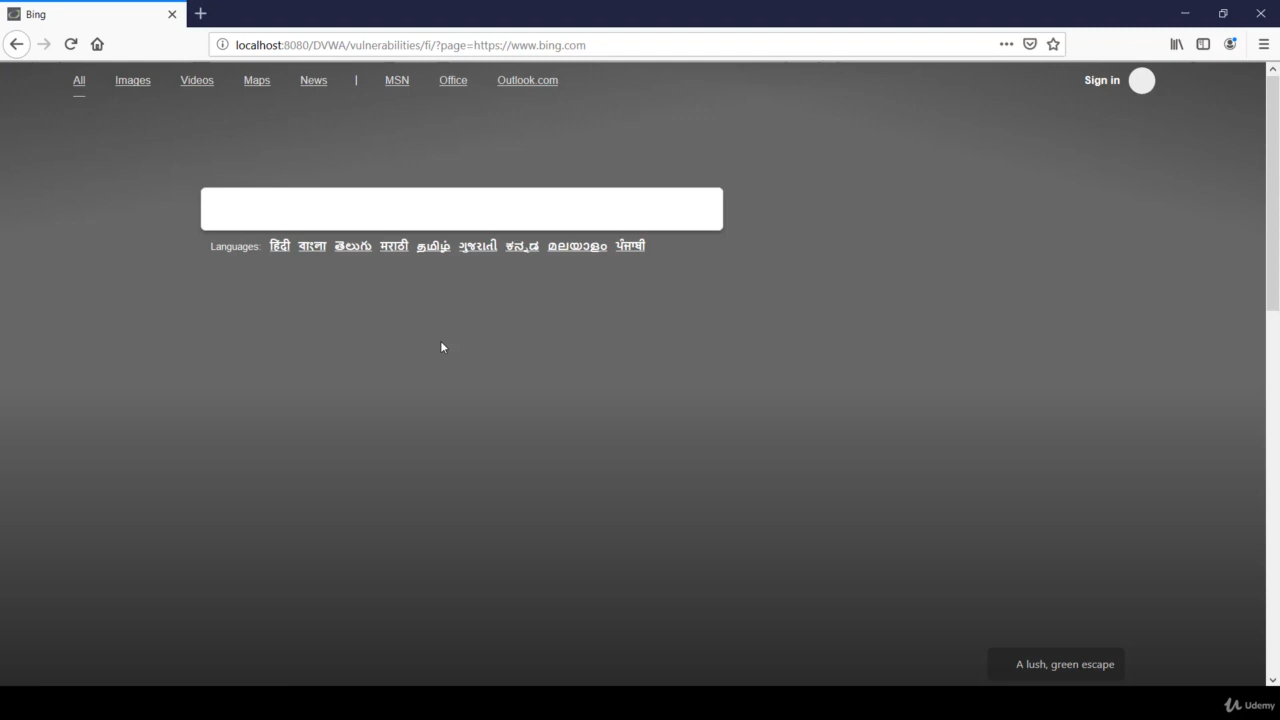 Bing
localhost:8080/DVWA/vulnerabilities/fi/?page=https://www.bing.com
All Images Videos Maps News | MSN Office Outlook.com Sign in
Languages: हिंदी বাংলা తెలుగు मराठी தமிழ் ગુજરાતી ಕನ್ನಡ മലയാളം ਪੰਜਾਬੀ
A lush, green escape
Udemy